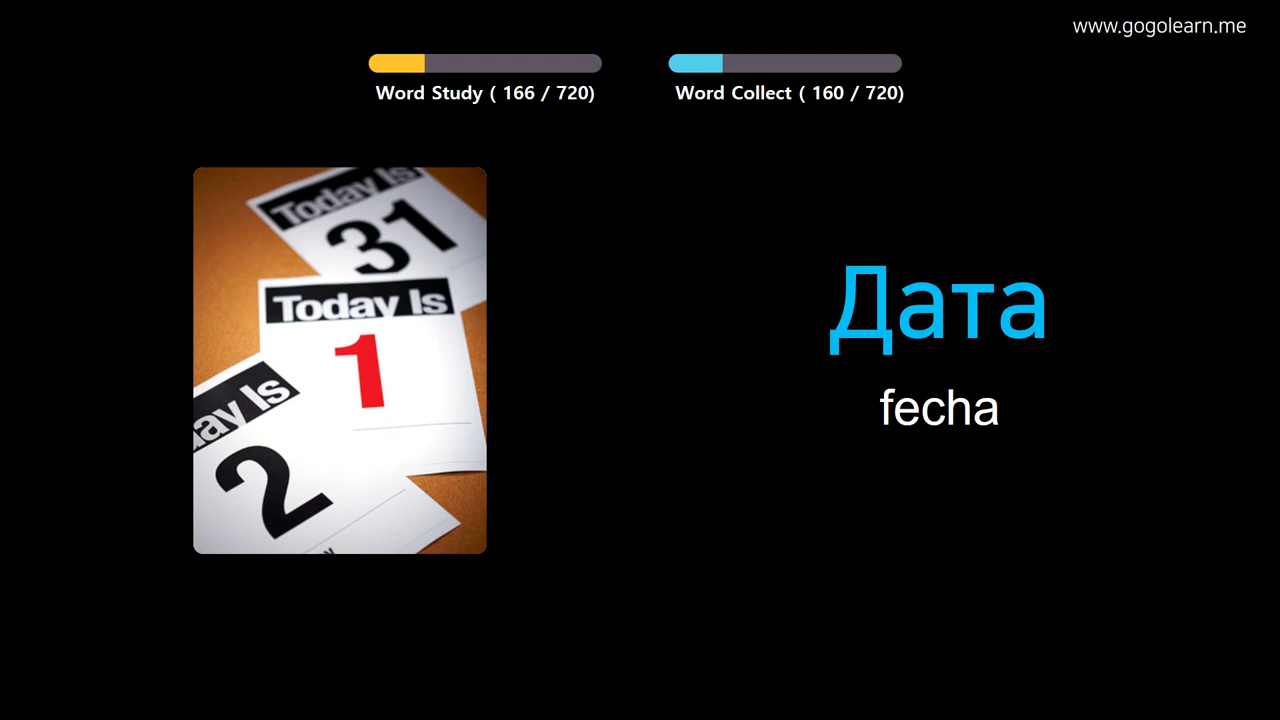 www.gogolearn.me
Word Study ( 166 / 720)
Word Collect ( 160 / 720)
Today Is
31
Today Is
1
ay Is
2
Дата
fecha